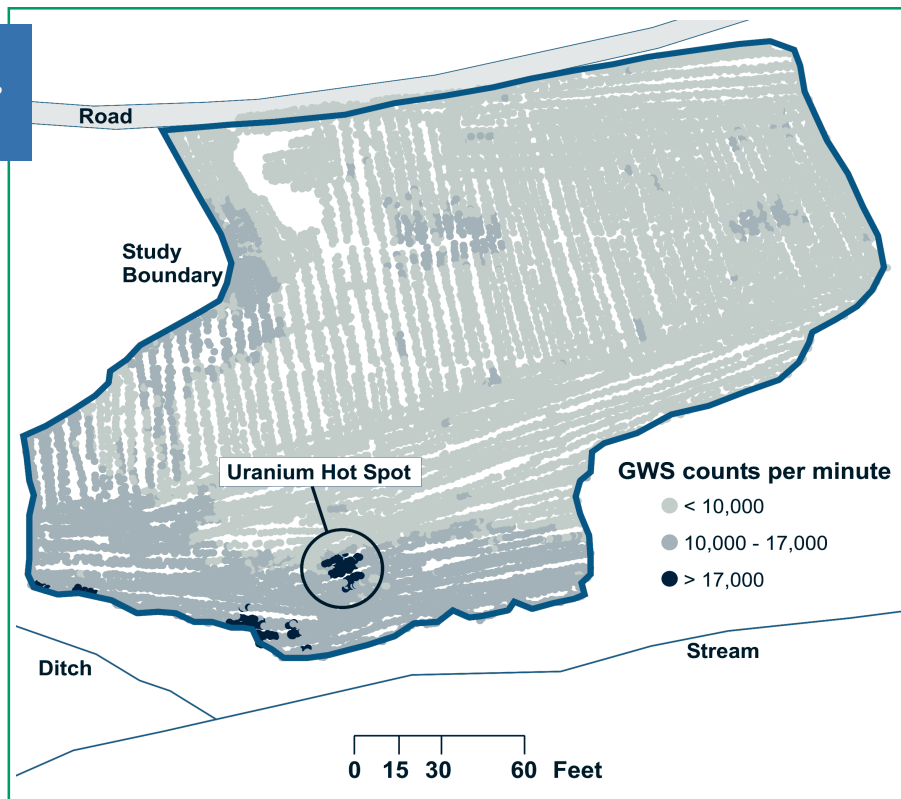 Road
Study
Boundary
Uranium Hot Spot
GWS counts per minute
< 10,000
10,000 - 17,000
> 17,000
Ditch
Stream
0 15 30 60 Feet